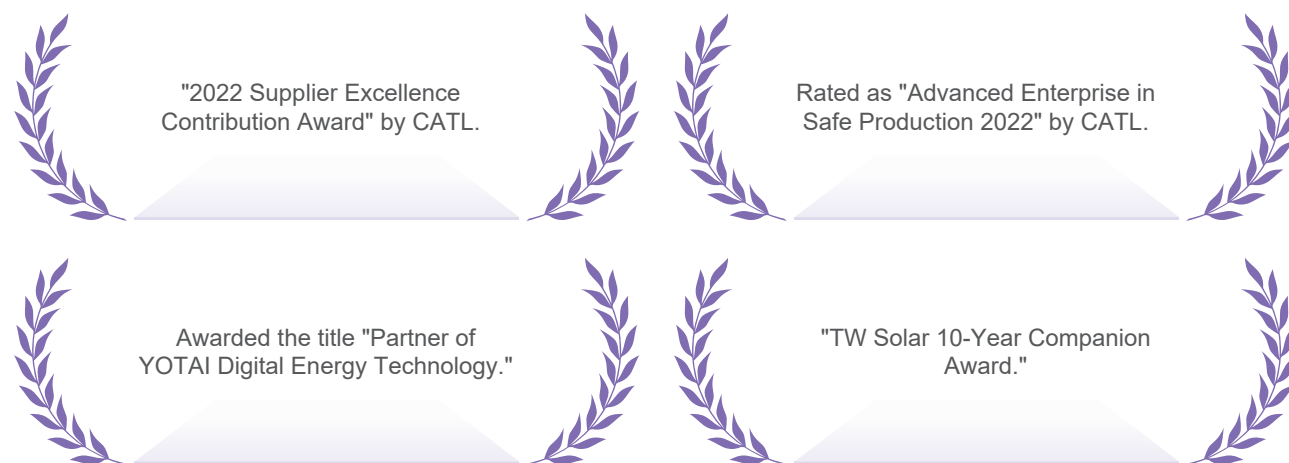 "2022 Supplier Excellence
Contribution Award" by CATL.
Rated as "Advanced Enterprise in
Safe Production 2022" by CATL.
Awarded the title "Partner of
YOTAI Digital Energy Technology."
"TW Solar 10-Year Companion
Award."